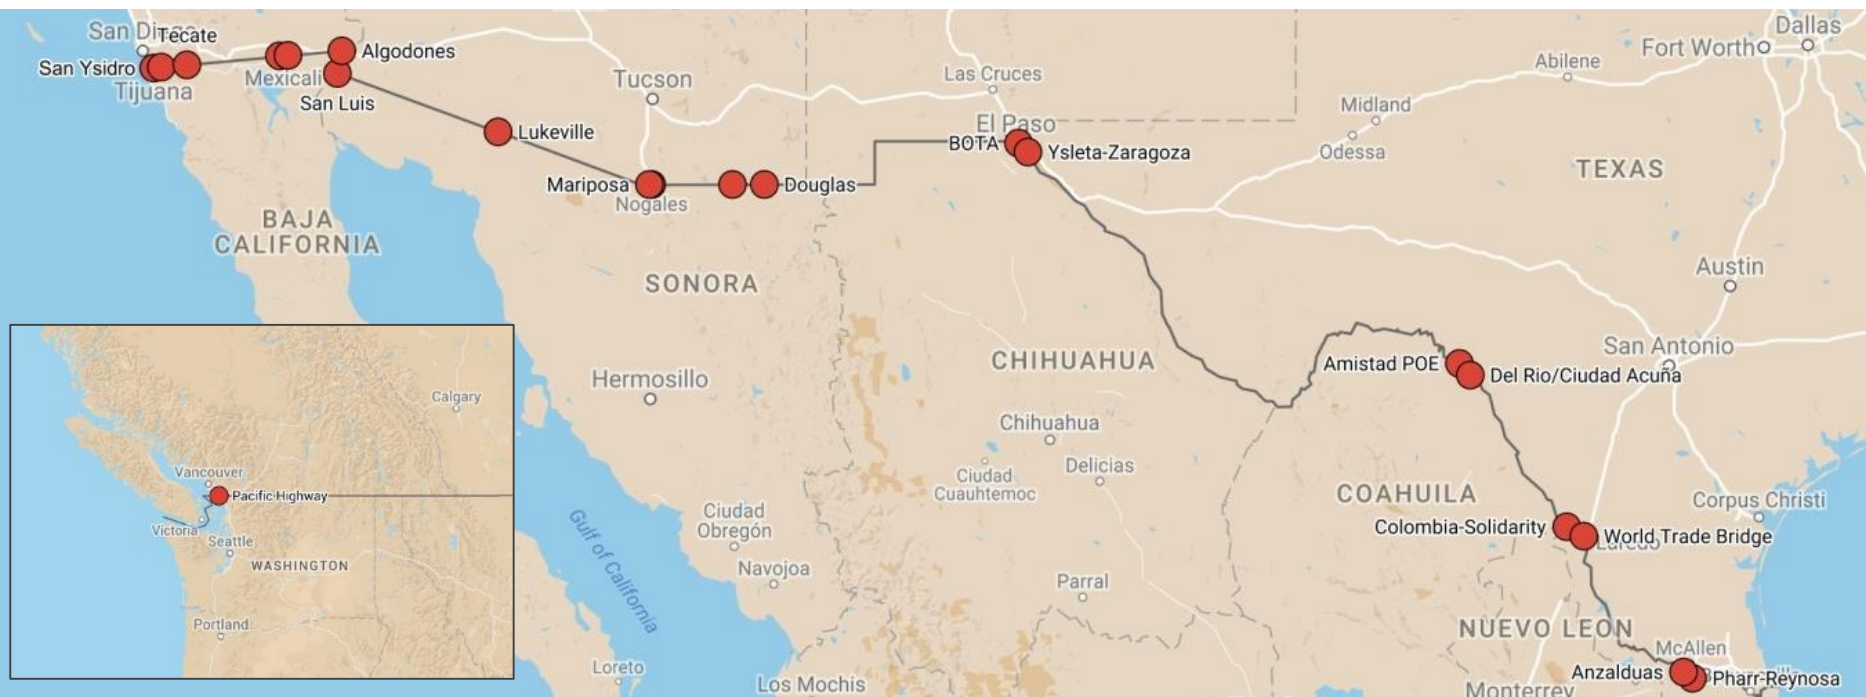 San Diego
Tecate
San Ysidro
Tijuana
Mexicali
Algodones
San Luis
Lukeville
Tucson
Mariposa
Nogales
Douglas
Las Cruces
El Paso
BOTA
Ysleta-Zaragoza
Midland
Odessa
Abilene
Fort Worth
Dallas
TEXAS
Austin
San Antonio
BAJA
CALIFORNIA
SONORA
Hermosillo
CHIHUAHUA
Chihuahua
Delicias
Ciudad
Cuauhtemoc
Amistad POE
Del Rio/Ciudad Acuña
COAHUILA
Corpus Christi
Colombia-Solidarity
World Trade Bridge
Laredo
Ciudad
Obregón
Navojoa
Gulf of California
Parral
NUEVO LEON
McAllen
Anzalduas
Pharr-Reynosa
Monterrey
Loreto
Los Mochis
Calgary
Vancouver
Pacific Highway
Victoria
Seattle
WASHINGTON
Portland